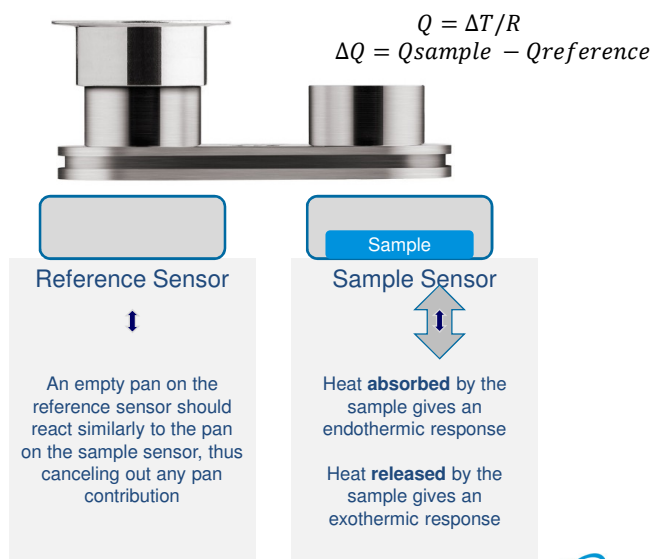 Q = ΔT/R
ΔQ = Qsample − Qreference
Sample
Reference Sensor
Sample Sensor
An empty pan on the
reference sensor should
react similarly to the pan
on the sample sensor, thus
canceling out any pan
contribution
Heat absorbed by the
sample gives an
endothermic response
Heat released by the
sample gives an
exothermic response